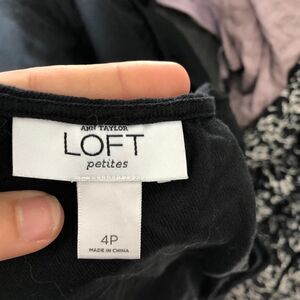 ANN TAYLOR
LOFT
petites
4P
MADE IN CHINA